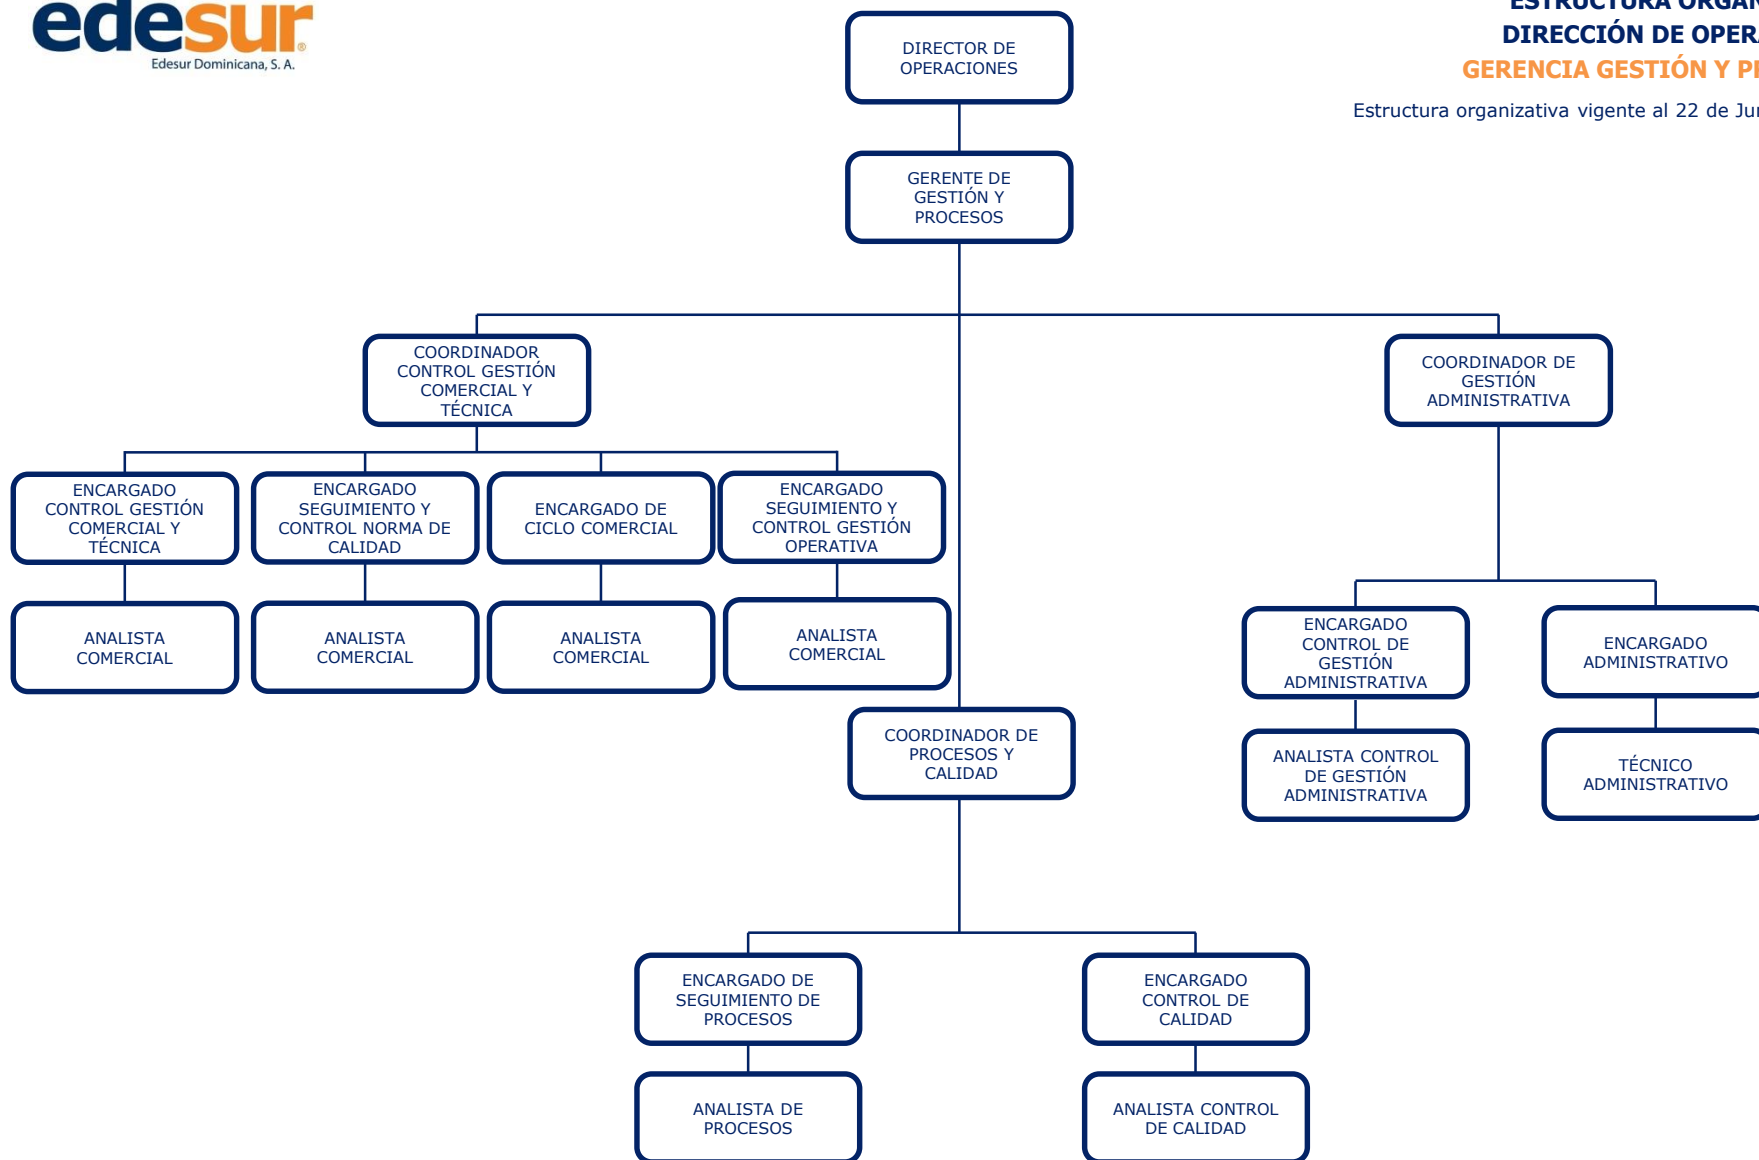 edesur
Edesur Dominicana, S. A.
DIRECCIÓN DE
GERENCIA GESTIÓN Y
Estructura organizativa vigente al 22 de
DIRECTOR DE
OPERACIONES
GERENTE DE
GESTIÓN Y
PROCESOS
COORDINADOR
CONTROL GESTIÓN
COMERCIAL Y
TÉCNICA
COORDINADOR DE
GESTIÓN
ADMINISTRATIVA
ENCARGADO
CONTROL GESTIÓN
COMERCIAL Y
TÉCNICA
ENCARGADO
SEGUIMIENTO Y
CONTROL NORMA DE
CALIDAD
ENCARGADO DE
CICLO COMERCIAL
ENCARGADO
SEGUIMIENTO Y
CONTROL GESTIÓN
OPERATIVA
ANALISTA
COMERCIAL
ANALISTA
COMERCIAL
ANALISTA
COMERCIAL
ANALISTA
COMERCIAL
ENCARGADO
CONTROL DE
GESTIÓN
ADMINISTRATIVA
ENCARGADO
ADMINISTRATIVO
COORDINADOR DE
PROCESOS Y
CALIDAD
ANALISTA CONTROL
DE GESTIÓN
ADMINISTRATIVA
TÉCNICO
ADMINISTRATIVO
ENCARGADO DE
SEGUIMIENTO DE
PROCESOS
ENCARGADO
CONTROL DE
CALIDAD
ANALISTA DE
PROCESOS
ANALISTA CONTROL
DE CALIDAD